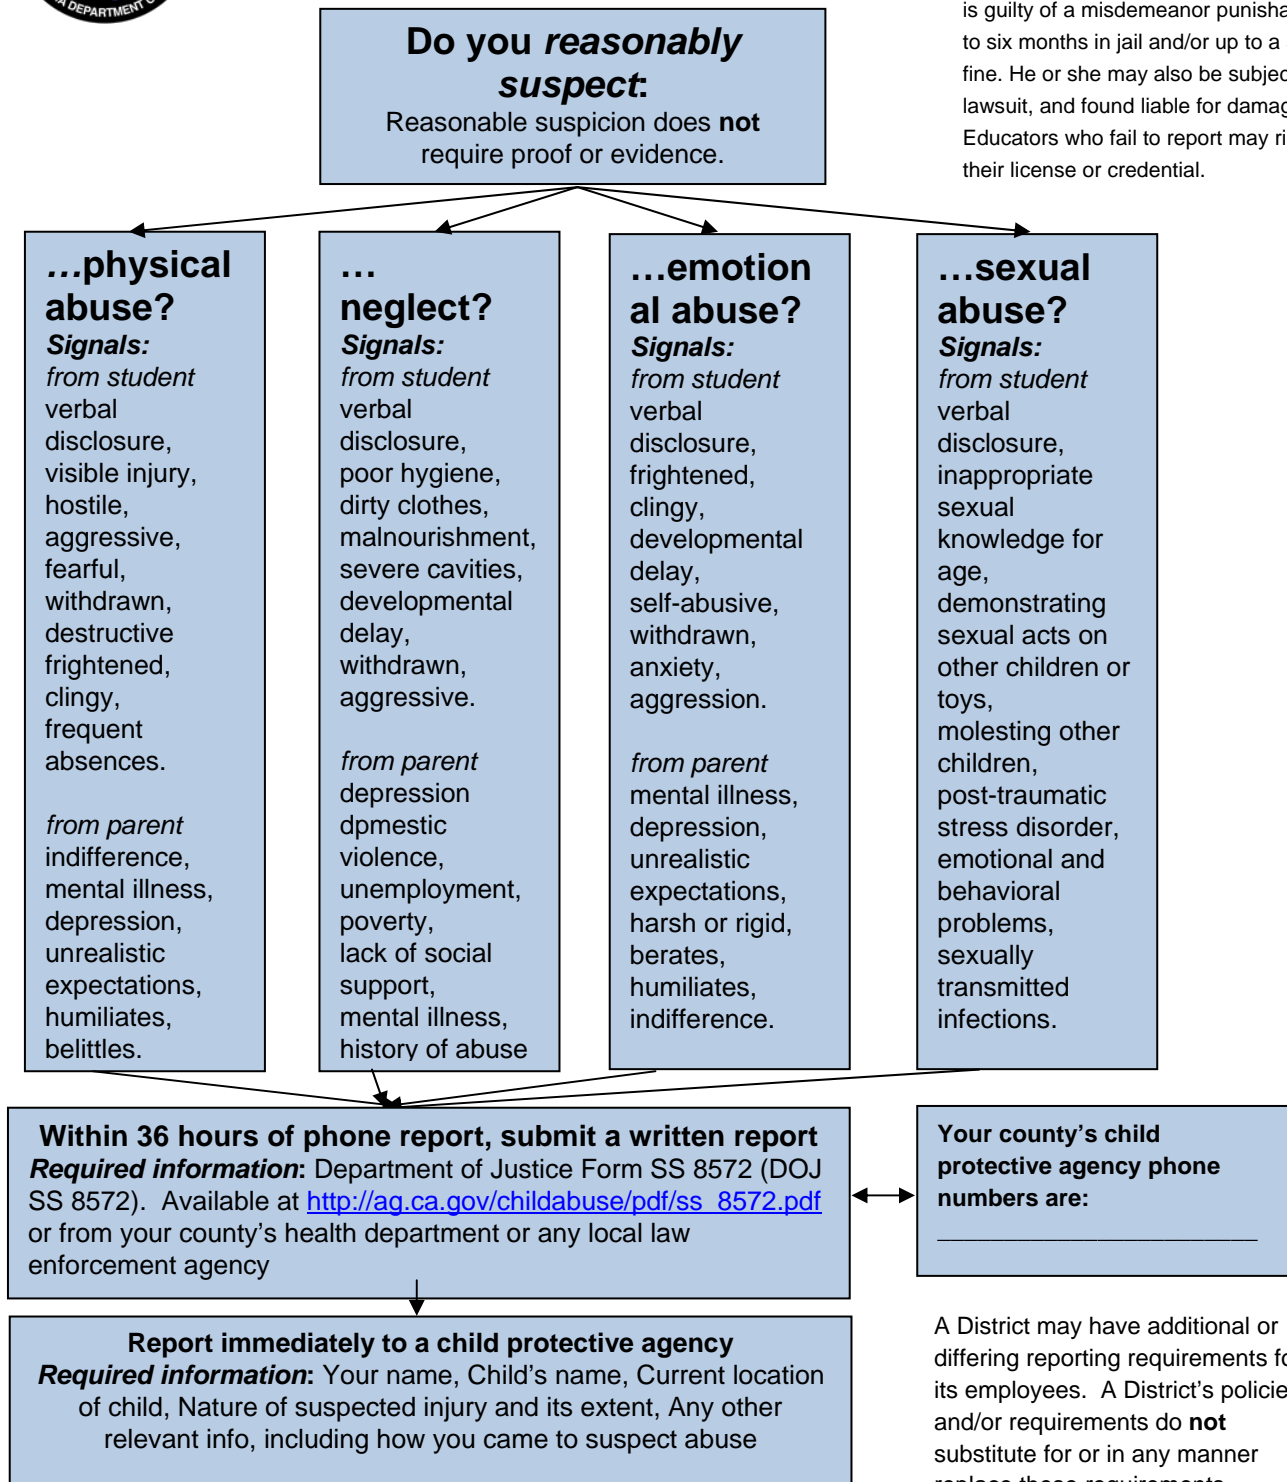 A DEPARTMENT
is guilty of a misdemeanor
to six months in jail and/or up to a
fine. He or she may also be
lawsuit, and found liable for
Educators who fail to report may
their license or credential.
Do you reasonably
suspect:
Reasonable suspicion does not
require proof or evidence.
…physical
abuse?
Signals:
from student
verbal
disclosure,
visible injury,
hostile,
aggressive,
fearful,
withdrawn,
destructive
frightened,
clingy,
frequent
absences.
from parent
indifference,
mental illness,
depression,
unrealistic
expectations,
humiliates,
belittles.
…
neglect?
Signals:
from student
verbal
disclosure,
poor hygiene,
dirty clothes,
malnourishment,
severe cavities,
developmental
delay,
withdrawn,
aggressive.
from parent
depression
dpmestic
violence,
unemployment,
poverty,
lack of social
support,
mental illness,
history of abuse
…emotion
al abuse?
Signals:
from student
verbal
disclosure,
frightened,
clingy,
developmental
delay,
self-abusive,
withdrawn,
anxiety,
aggression.
from parent
mental illness,
depression,
unrealistic
expectations,
harsh or rigid,
berates,
humiliates,
indifference.
…sexual
abuse?
Signals:
from student
verbal
disclosure,
inappropriate
sexual
knowledge for
age,
demonstrating
sexual acts on
other children or
toys,
molesting other
children,
post-traumatic
stress disorder,
emotional and
behavioral
problems,
sexually
transmitted
infections.
Within 36 hours of phone report, submit a written report
Required information: Department of Justice Form SS 8572 (DOJ
SS 8572). Available at http://ag.ca.gov/childabuse/pdf/ss_8572.pdf
or from your county's health department or any local law
enforcement agency
Your county's child
protective agency phone
numbers are:
Report immediately to a child protective agency
Required information: Your name, Child's name, Current location
of child, Nature of suspected injury and its extent, Any other
relevant info, including how you came to suspect abuse
A District may have additional or
differing reporting requirements
its employees. A District's
and/or requirements do not
substitute for or in any manner
replace these requirements